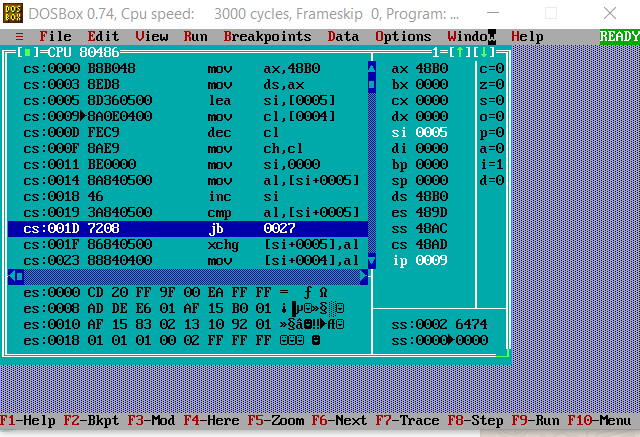 DOSBox 0.74, Cpu speed: 3000 cycles, Frameskip 0, Program: ...
≡ File Edit View Run Breakpoints Data Options Window Help READY
[■]=CPU 80486 1=[↑][↓]
cs:0000 B8B048 mov ax,48B0 ax 48B0 c=0
cs:0003 8ED8 mov ds,ax bx 0000 z=0
cs:0005 8D360500 lea si,[0005] cx 0000 s=0
cs:0009►8A0E0400 mov cl,[0004] dx 0000 o=0
cs:000D FEC9 dec cl si 0005 p=0
cs:000F 8AE9 mov ch,cl di 0000 a=0
cs:0011 BE0000 mov si,0000 bp 0000 i=1
cs:0014 8A840500 mov al,[si+0005] sp 0000 d=0
cs:0018 46 inc si ds 48B0
cs:0019 3A840500 cmp al,[si+0005] es 489D
cs:001D 7208 jb 0027 ss 48AC
cs:001F 86840500 xchg [si+0005],al cs 48AD
cs:0023 88840400 mov [si+0004],al ip 0009
es:0000 CD 20 FF 9F 00 EA FF FF = ƒ Ω
es:0008 AD DE E6 01 AF 15 B0 01 ¡▐µ☺»§░☺
es:0010 AF 15 83 02 13 10 92 01 »§â☻‼►Æ☺ ss:0002 6474
es:0018 01 01 01 00 02 FF FF FF ☺☺☺ ☻ ss:0000►0000
F1-Help F2-Bkpt F3-Mod F4-Here F5-Zoom F6-Next F7-Trace F8-Step F9-Run F10-Menu